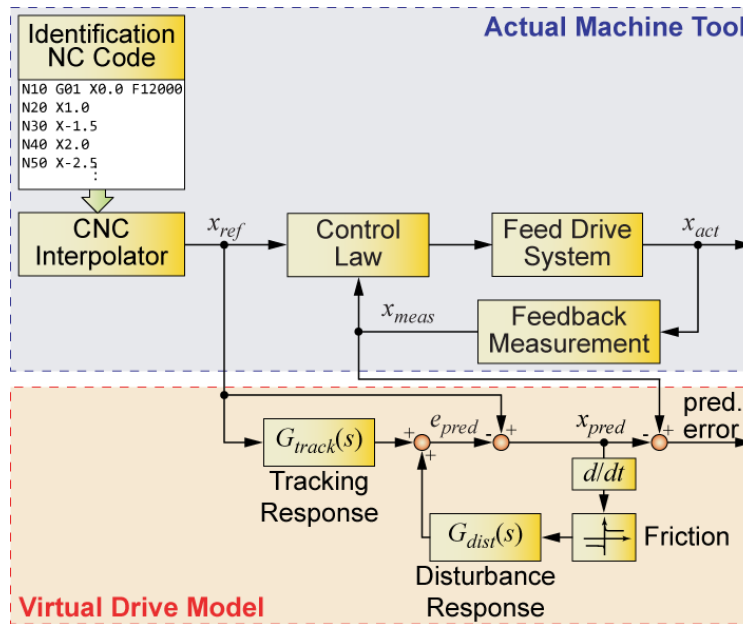 Actual Machine Tool
Identification
NC Code
N10 G01 X0.0 F12000
N20 X1.0
N30 X-1.5
N40 X2.0
N50 X-2.5
⋮
CNC
Interpolator
x_ref
Control
Law
Feed Drive
System
x_act
x_meas
Feedback
Measurement
G_track(s)
Tracking
Response
+
+
e_pred
-
+
x_pred
-
+
pred.
error
d/dt
Friction
G_dist(s)
Disturbance
Response
Virtual Drive Model